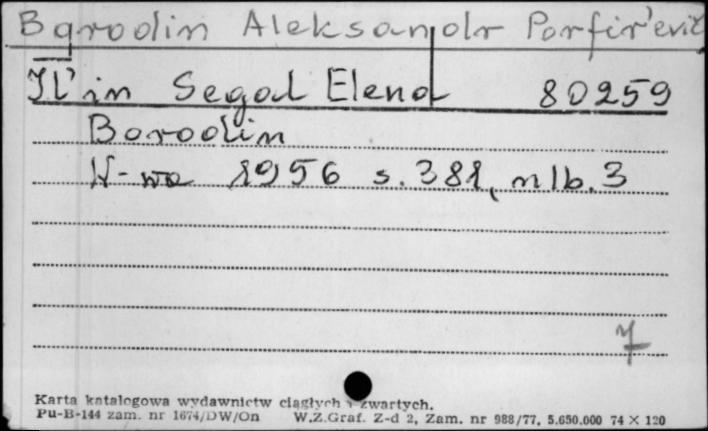 Borodin Aleksandr Porfir'evič
Il'in Segal Elena 80259
Borodin
W-wa 1956 s. 381, nlb. 3
7
Karta katalogowa wydawnictw ciągłych i zwartych.
Pu-B-144 zam. nr 1674/DW/On W.Z.Graf. Z-d 2, Zam. nr 988/77, 5.650.000 74 X 120